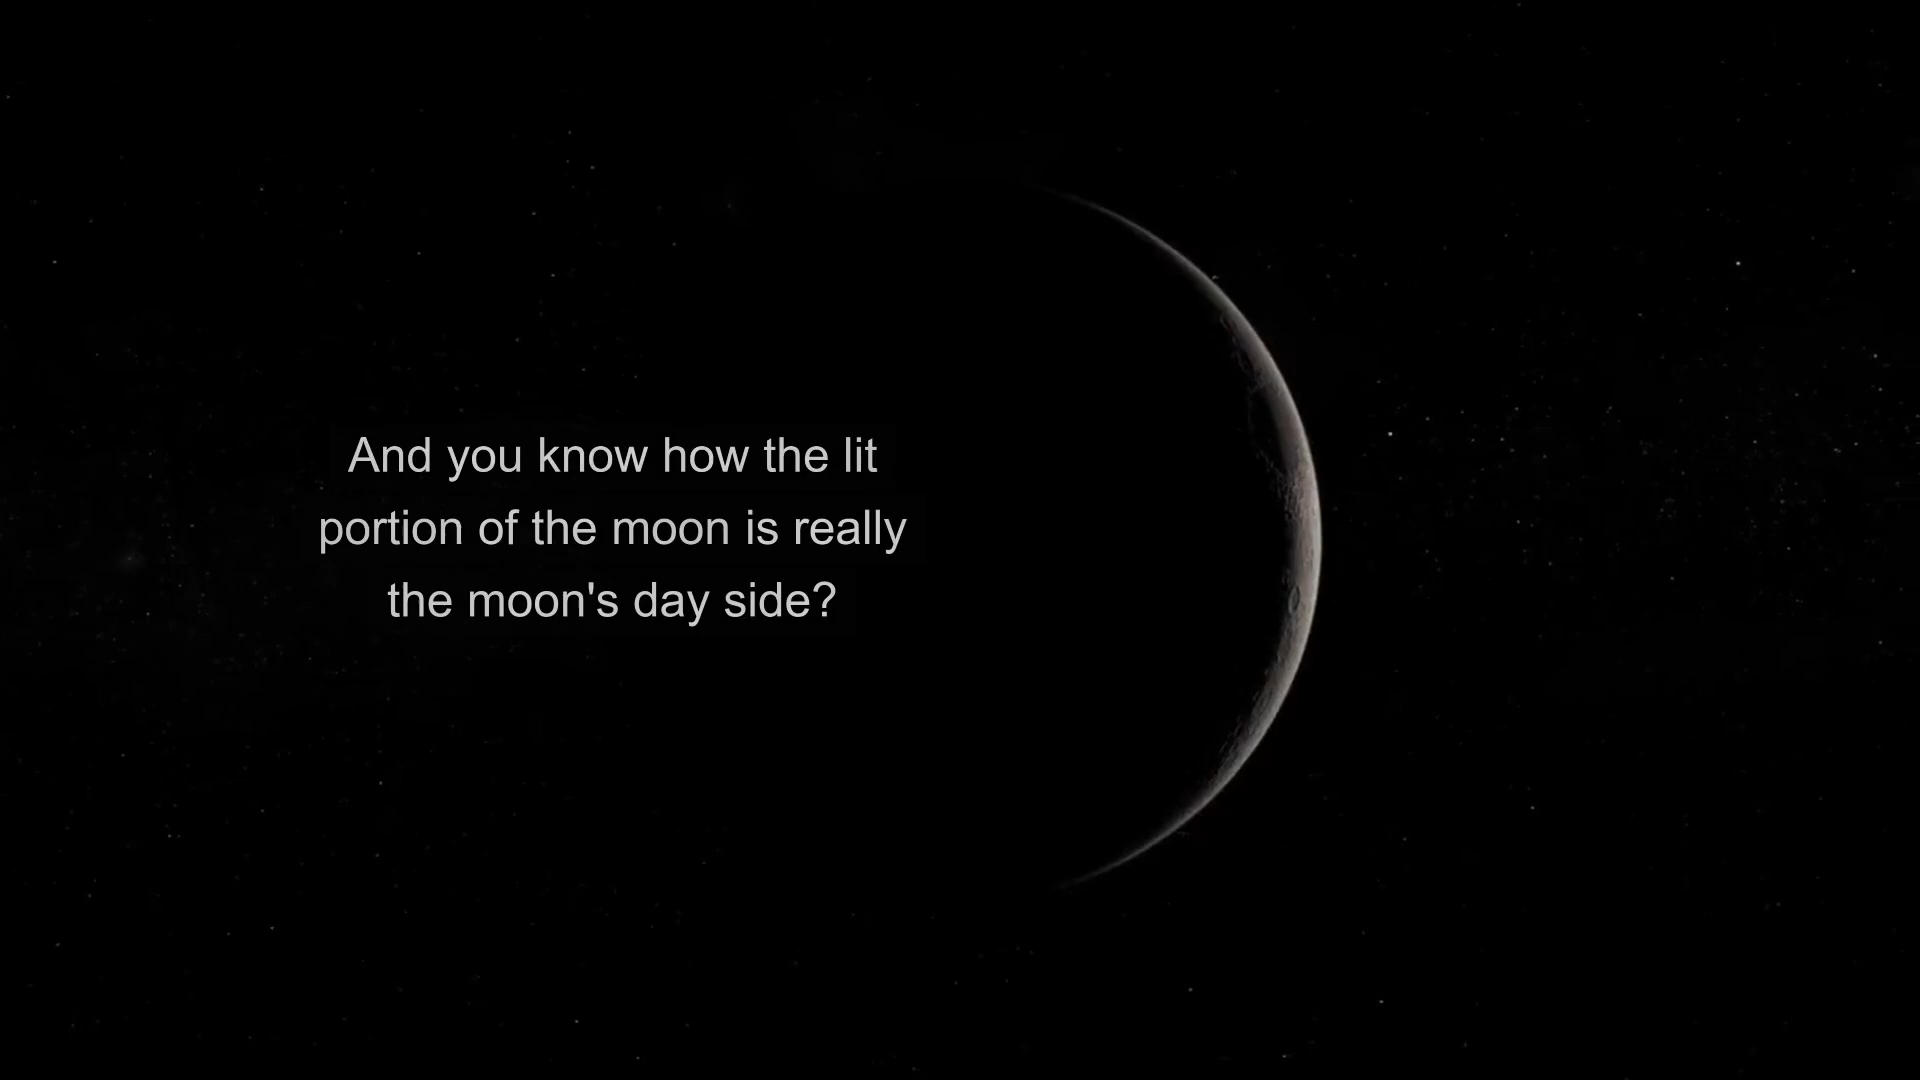 And you know how the lit
portion of the moon is really
the moon's day side?